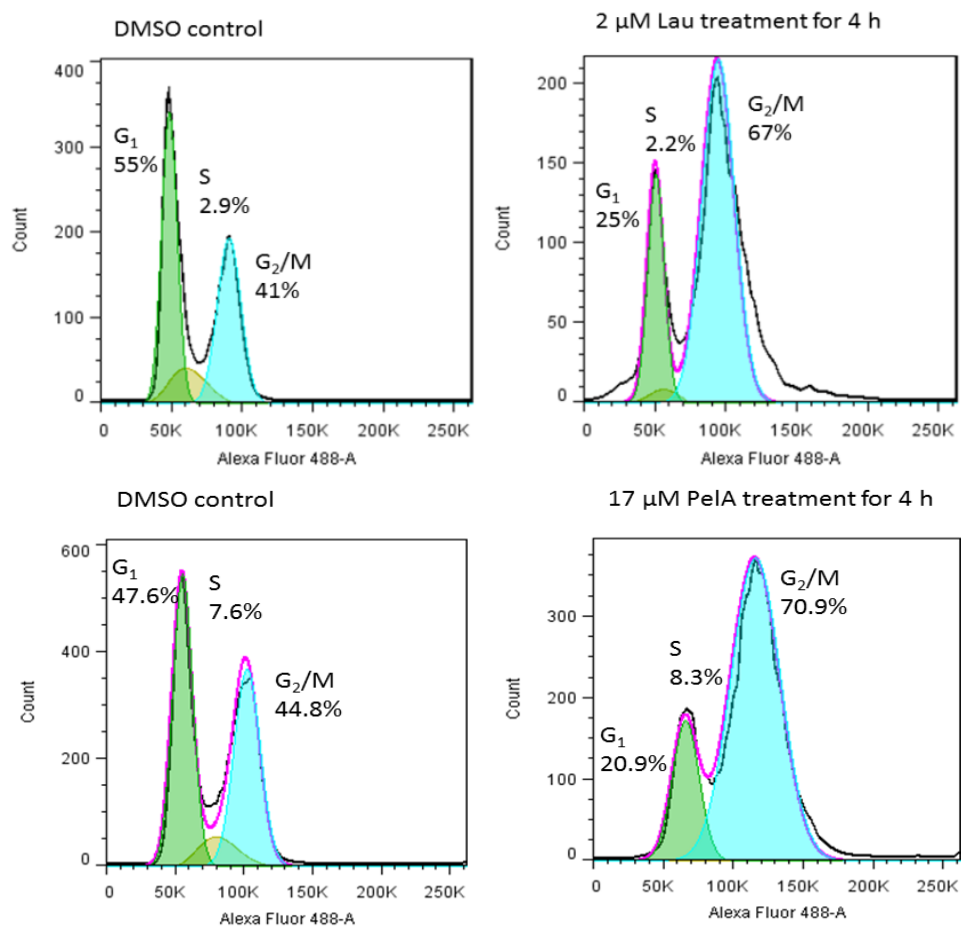 DMSO control
400
300
200
100
0
Count
G₁
55%
S
2.9%
G₂/M
41%
0 50K 100K 150K 200K 250K
Alexa Fluor 488-A
2 µM Lau treatment for 4 h
200
150
100
50
0
Count
G₁
25%
S
2.2%
G₂/M
67%
0 50K 100K 150K 200K 250K
Alexa Fluor 488-A
DMSO control
600
400
200
0
Count
G₁
47.6%
S
7.6%
G₂/M
44.8%
0 50K 100K 150K 200K 250K
Alexa Fluor 488-A
17 µM PelA treatment for 4 h
300
200
100
0
Count
G₁
20.9%
S
8.3%
G₂/M
70.9%
0 50K 100K 150K 200K 250K
Alexa Fluor 488-A